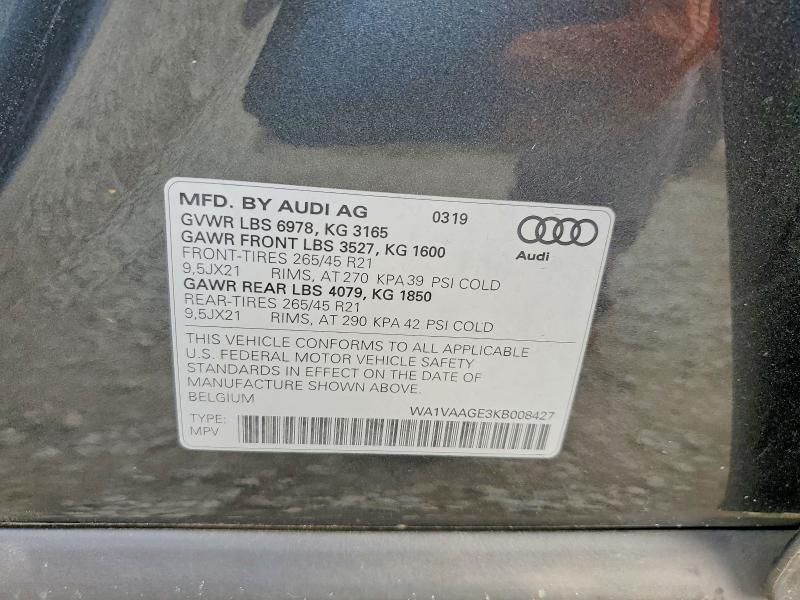 MFD. BY AUDI AG 0319
GVWR LBS 6978, KG 3165
GAWR FRONT LBS 3527, KG 1600
FRONT-TIRES 265/45 R21
9,5JX21 RIMS, AT 270 KPA 39 PSI COLD
GAWR REAR LBS 4079, KG 1850
REAR-TIRES 265/45 R21
9,5JX21 RIMS, AT 290 KPA 42 PSI COLD
Audi
THIS VEHICLE CONFORMS TO ALL APPLICABLE
U.S. FEDERAL MOTOR VEHICLE SAFETY
STANDARDS IN EFFECT ON THE DATE OF
MANUFACTURE SHOWN ABOVE.
BELGIUM
WA1VAAGE3KB008427
TYPE:
MPV